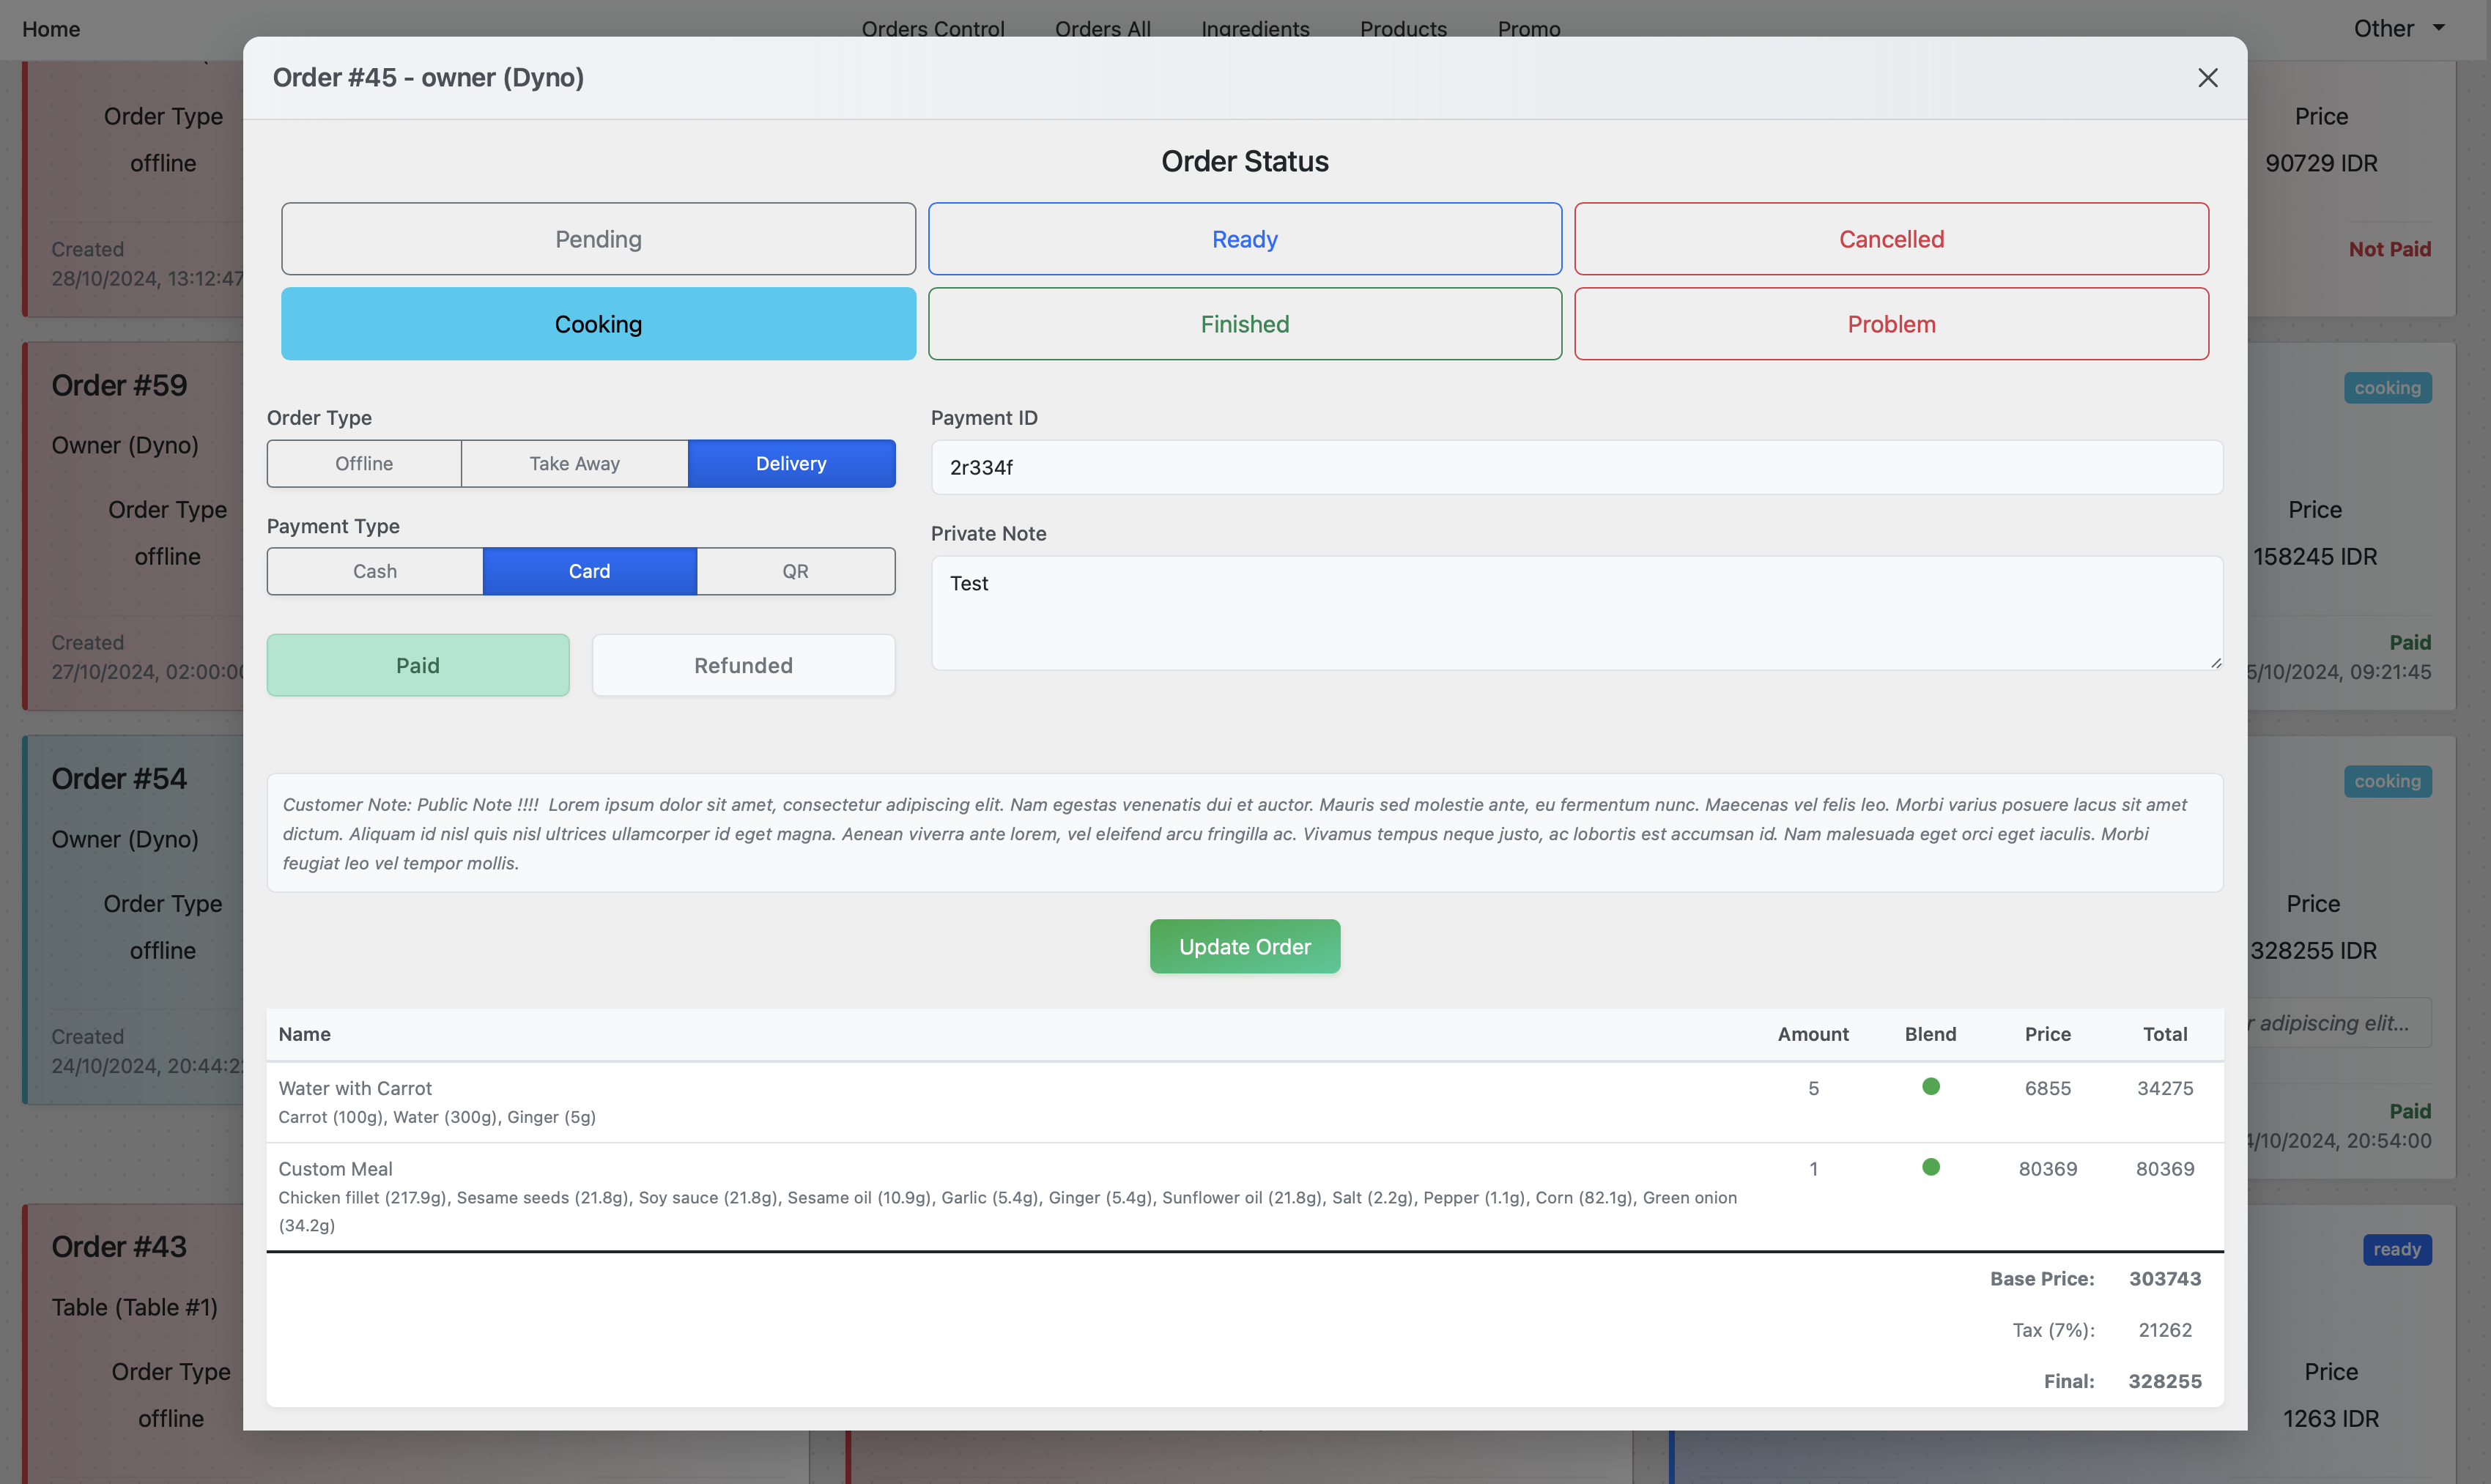 Home
Orders Control
Orders All
Ingredients
Products
Promo
Other
Order #45 - owner (Dyno)
Order Status
Pending
Ready
Cancelled
Cooking
Finished
Problem
Order Type
Offline
Take Away
Delivery
Payment ID
2r334f
Payment Type
Cash
Card
QR
Private Note
Test
Paid
Refunded
Customer Note: Public Note !!!!  Lorem ipsum dolor sit amet, consectetur adipiscing elit. Nam egestas venenatis dui et auctor. Mauris sed molestie ante, eu fermentum nunc. Maecenas vel felis leo. Morbi varius posuere lacus sit amet
dictum. Aliquam id nisl quis nisl ultrices ullamcorper id eget magna. Aenean viverra ante lorem, vel eleifend arcu fringilla ac. Vivamus tempus neque justo, ac lobortis est accumsan id. Nam malesuada eget orci eget iaculis. Morbi
feugiat leo vel tempor mollis.
Update Order
Name Amount Blend Price Total
Water with Carrot 5 6855 34275
Carrot (100g), Water (300g), Ginger (5g)
Custom Meal 1 80369 80369
Chicken fillet (217.9g), Sesame seeds (21.8g), Soy sauce (21.8g), Sesame oil (10.9g), Garlic (5.4g), Ginger (5.4g), Sunflower oil (21.8g), Salt (2.2g), Pepper (1.1g), Corn (82.1g), Green onion
(34.2g)
Base Price: 303743
Tax (7%): 21262
Final: 328255
Order Type
offline
Created
28/10/2024, 13:12:47
Order #59
Owner (Dyno)
Order Type
offline
Created
27/10/2024, 02:00:00
Order #54
Owner (Dyno)
Order Type
offline
Created
24/10/2024, 20:44:2
Order #43
Table (Table #1)
Order Type
offline
Price
90729 IDR
Not Paid
cooking
Price
158245 IDR
Paid
5/10/2024, 09:21:45
cooking
Price
328255 IDR
r adipiscing elit...
Paid
/10/2024, 20:54:00
ready
Price
1263 IDR